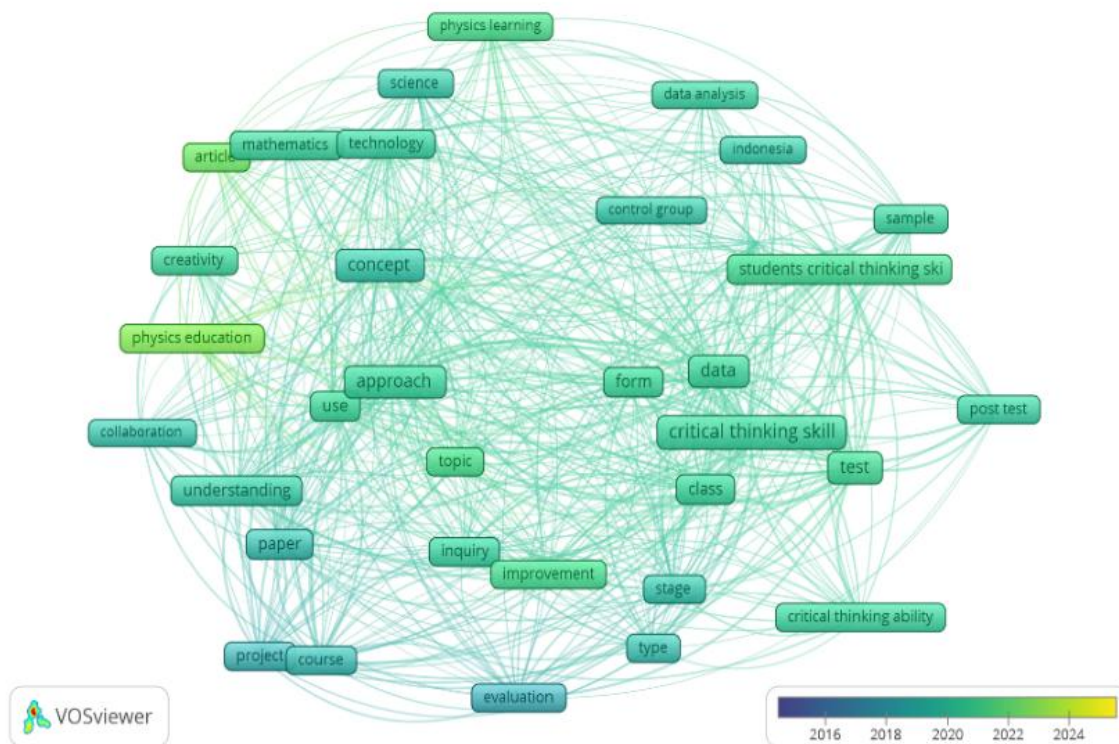 physics learning
science
data analysis
article
mathematics
technology
indonesia
control group
sample
creativity
concept
students critical thinking ski
physics education
approach
form
data
use
post test
collaboration
critical thinking skill
topic
test
understanding
class
paper
inquiry
improvement
stage
critical thinking ability
project
course
type
evaluation
VOSviewer
2016 2018 2020 2022 2024